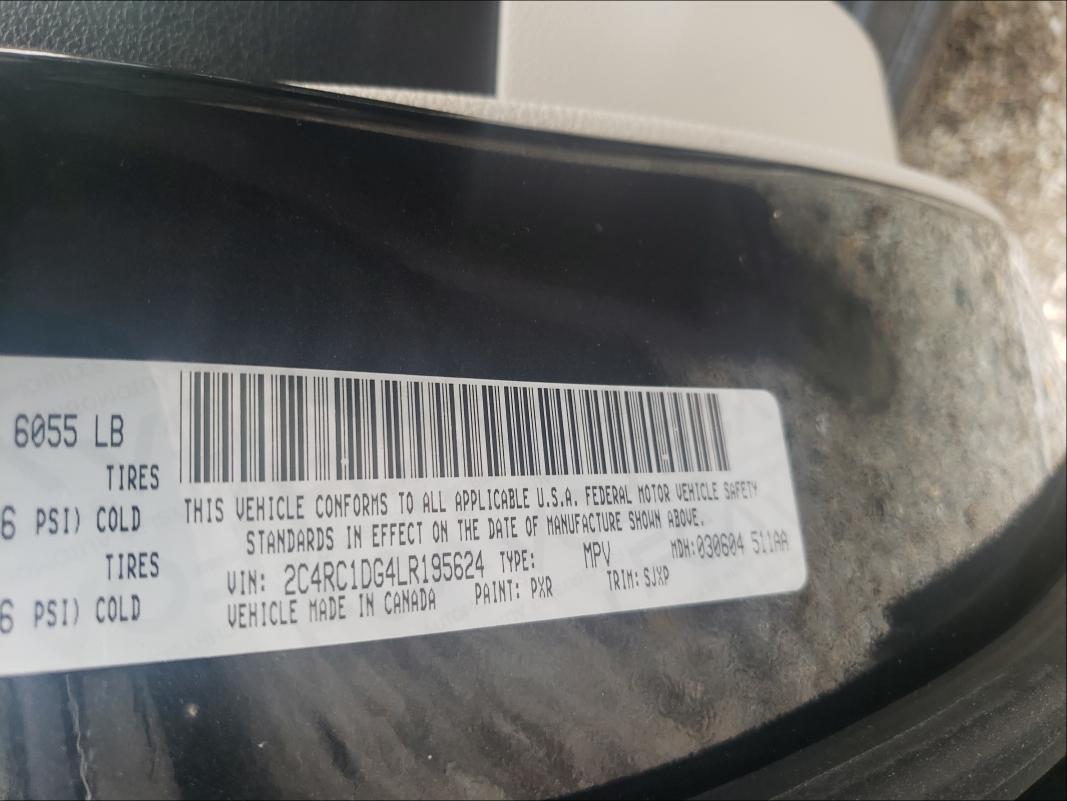 6055 LB
TIRES
6 PSI) COLD
TIRES
6 PSI) COLD
THIS VEHICLE CONFORMS TO ALL APPLICABLE U.S.A. FEDERAL MOTOR VEHICLE SAFETY
STANDARDS IN EFFECT ON THE DATE OF MANUFACTURE SHOWN ABOVE.
VIN: 2C4RC1DG4LR195624 TYPE: MPV MDH:030604 511AA
VEHICLE MADE IN CANADA PAINT: PXR TRIM: SJXP